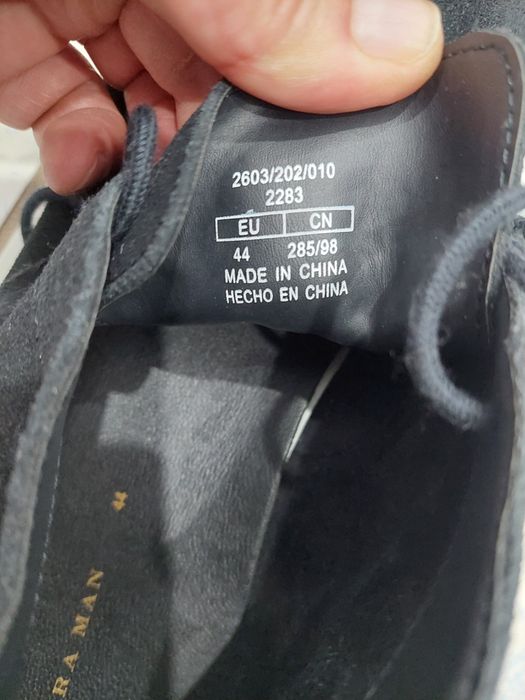 2603/202/010
2283
EU CN
44 285/98
MADE IN CHINA
HECHO EN CHINA
RA MAN 44